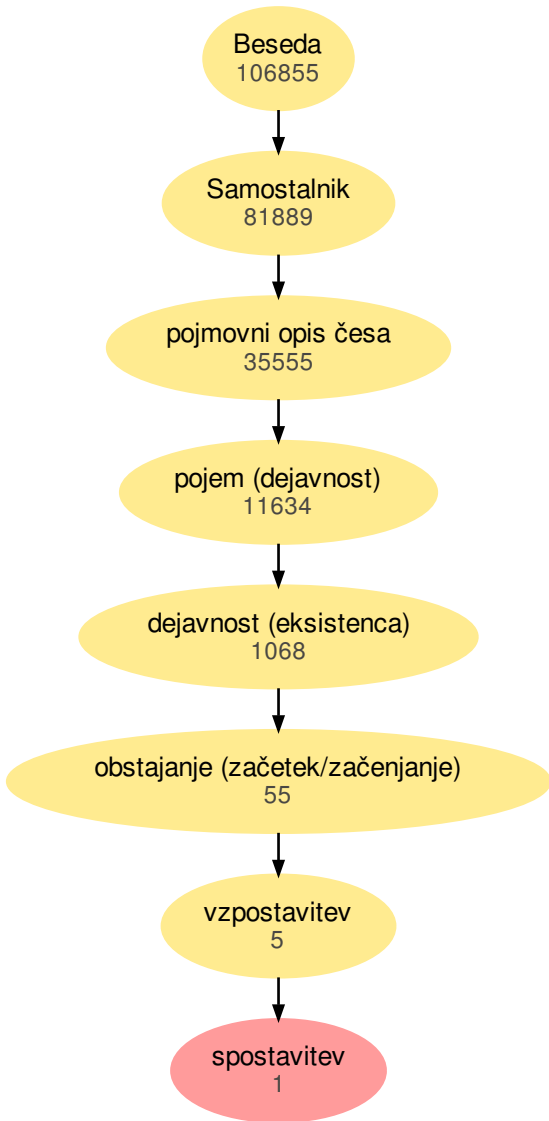 Beseda
106855
Samostalnik
81889
pojmovni opis česa
35555
pojem (dejavnost)
11634
dejavnost (eksistenca)
1068
obstajanje (začetek/začenjanje)
55
vzpostavitev
5
spostavitev
1